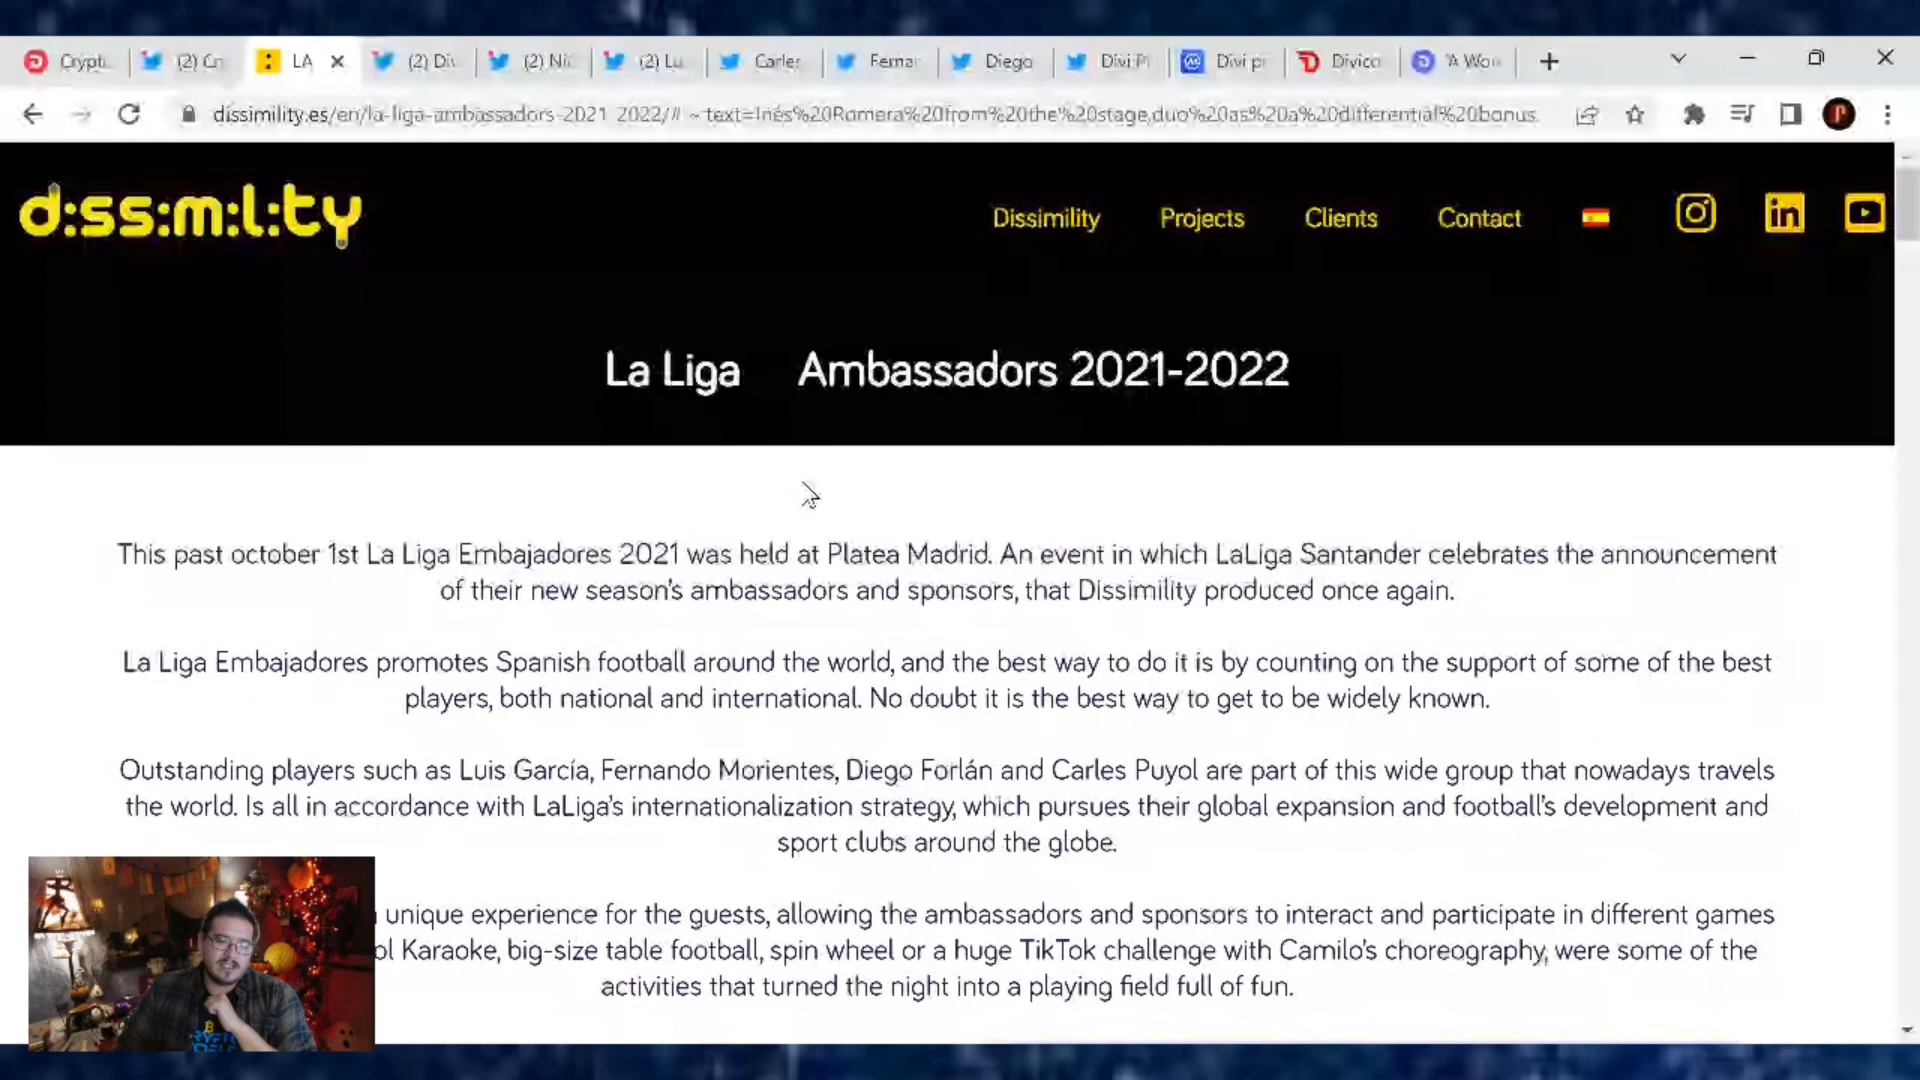 Crypt
(2) Cr
LA
(2) Div
(2) Nic
(2) Lu
Carles
Fernar
Diego
Divi Pr
Divi pr
Divico
'A Wor
dissimility.es/en/la-liga-ambassadors-2021-2022/#:~:text=Inés%20Romera%20from%20the%20stage,duo%20as%20a%20differential%20bonus.
d:ss:m:l:ty
Dissimility
Projects
Clients
Contact
in
La Liga Ambassadors 2021-2022
This past october 1st La Liga Embajadores 2021 was held at Platea Madrid. An event in which LaLiga Santander celebrates the announcement
of their new season's ambassadors and sponsors, that Dissimility produced once again.
La Liga Embajadores promotes Spanish football around the world, and the best way to do it is by counting on the support of some of the best
players, both national and international. No doubt it is the best way to get to be widely known.
Outstanding players such as Luis García, Fernando Morientes, Diego Forlán and Carles Puyol are part of this wide group that nowadays travels
the world. Is all in accordance with LaLiga's internationalization strategy, which pursues their global expansion and football's development and
sport clubs around the globe.
unique experience for the guests, allowing the ambassadors and sponsors to interact and participate in different games
ol Karaoke, big-size table football, spin wheel or a huge TikTok challenge with Camilo's choreography, were some of the
activities that turned the night into a playing field full of fun.